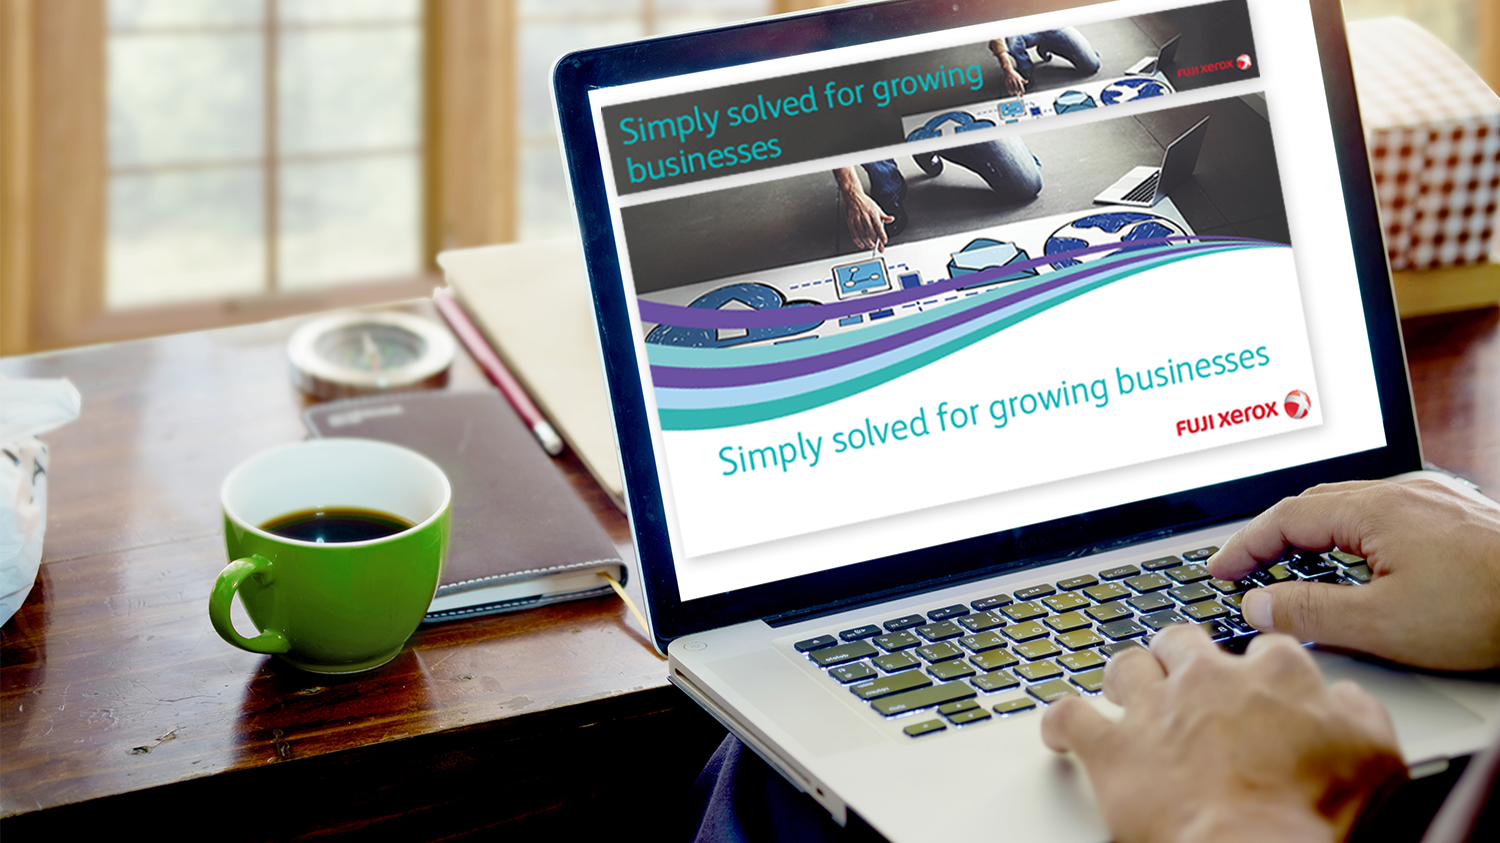 Simply solved for growing
businesses
FUJI xerox
Simply solved for growing businesses
FUJI xerox